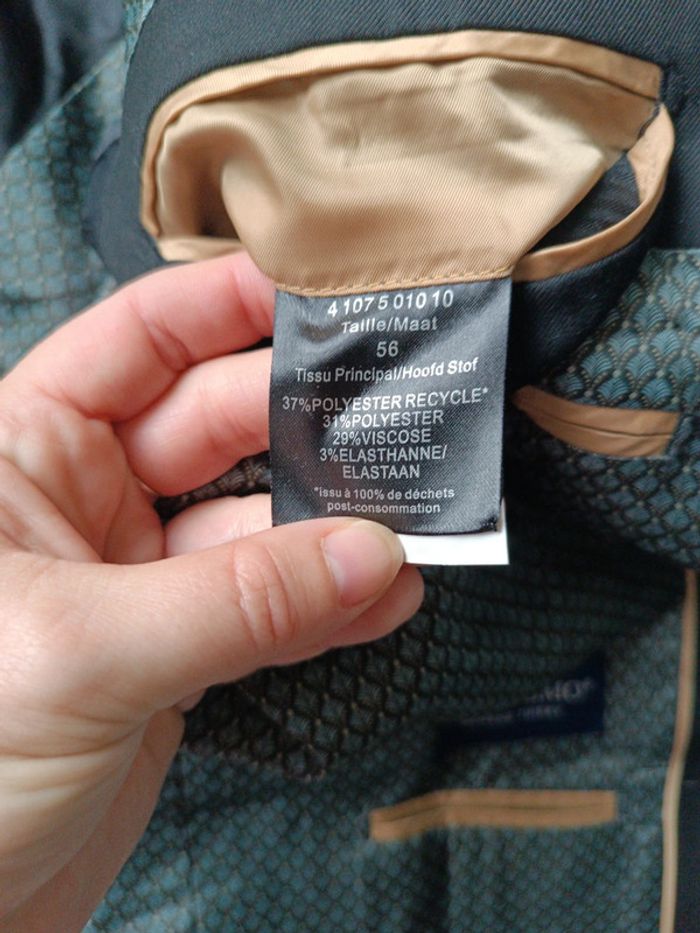 4 107 5 010 10
Taille/Maat
56
Tissu Principal/Hoofd Stof
37%POLYESTER RECYCLE*
31%POLYESTER
29%VISCOSE
3%ELASTHANNE/
ELASTAAN
*issu à 100% de déchets
post-consommation